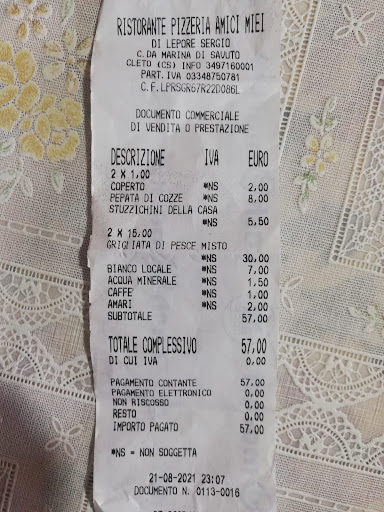 RISTORANTE PIZZERIA AMICI MIEI
DI LEPORE SERGIO
C.DA MARINA DI SAVUTO
CLETO (CS) INFO 3497160001
PART.IVA 03348750781
C.F.LPRSGR67R22D086L
DOCUMENTO COMMERCIALE
DI VENDITA O PRESTAZIONE
DESCRIZIONE IVA EURO
2 X 1,00
COPERTO *NS 2,00
PEPATA DI COZZE *NS 8,00
STUZZICHINI DELLA CASA
*NS 5,50
2 X 15,00
GRIGLIATA DI PESCE MISTO
*NS 30,00
BIANCO LOCALE *NS 7,00
ACQUA MINERALE *NS 1,50
CAFFE' *NS 1,00
AMARI *NS 2,00
SUBTOTALE 57,00
TOTALE COMPLESSIVO 57,00
DI CUI IVA 0,00
PAGAMENTO CONTANTE 57,00
PAGAMENTO ELETTRONICO 0,00
NON RISCOSSO 0,00
RESTO 0,00
IMPORTO PAGATO 57,00
*NS = NON SOGGETTA
21-08-2021 23:07
DOCUMENTO N. 0113-0016